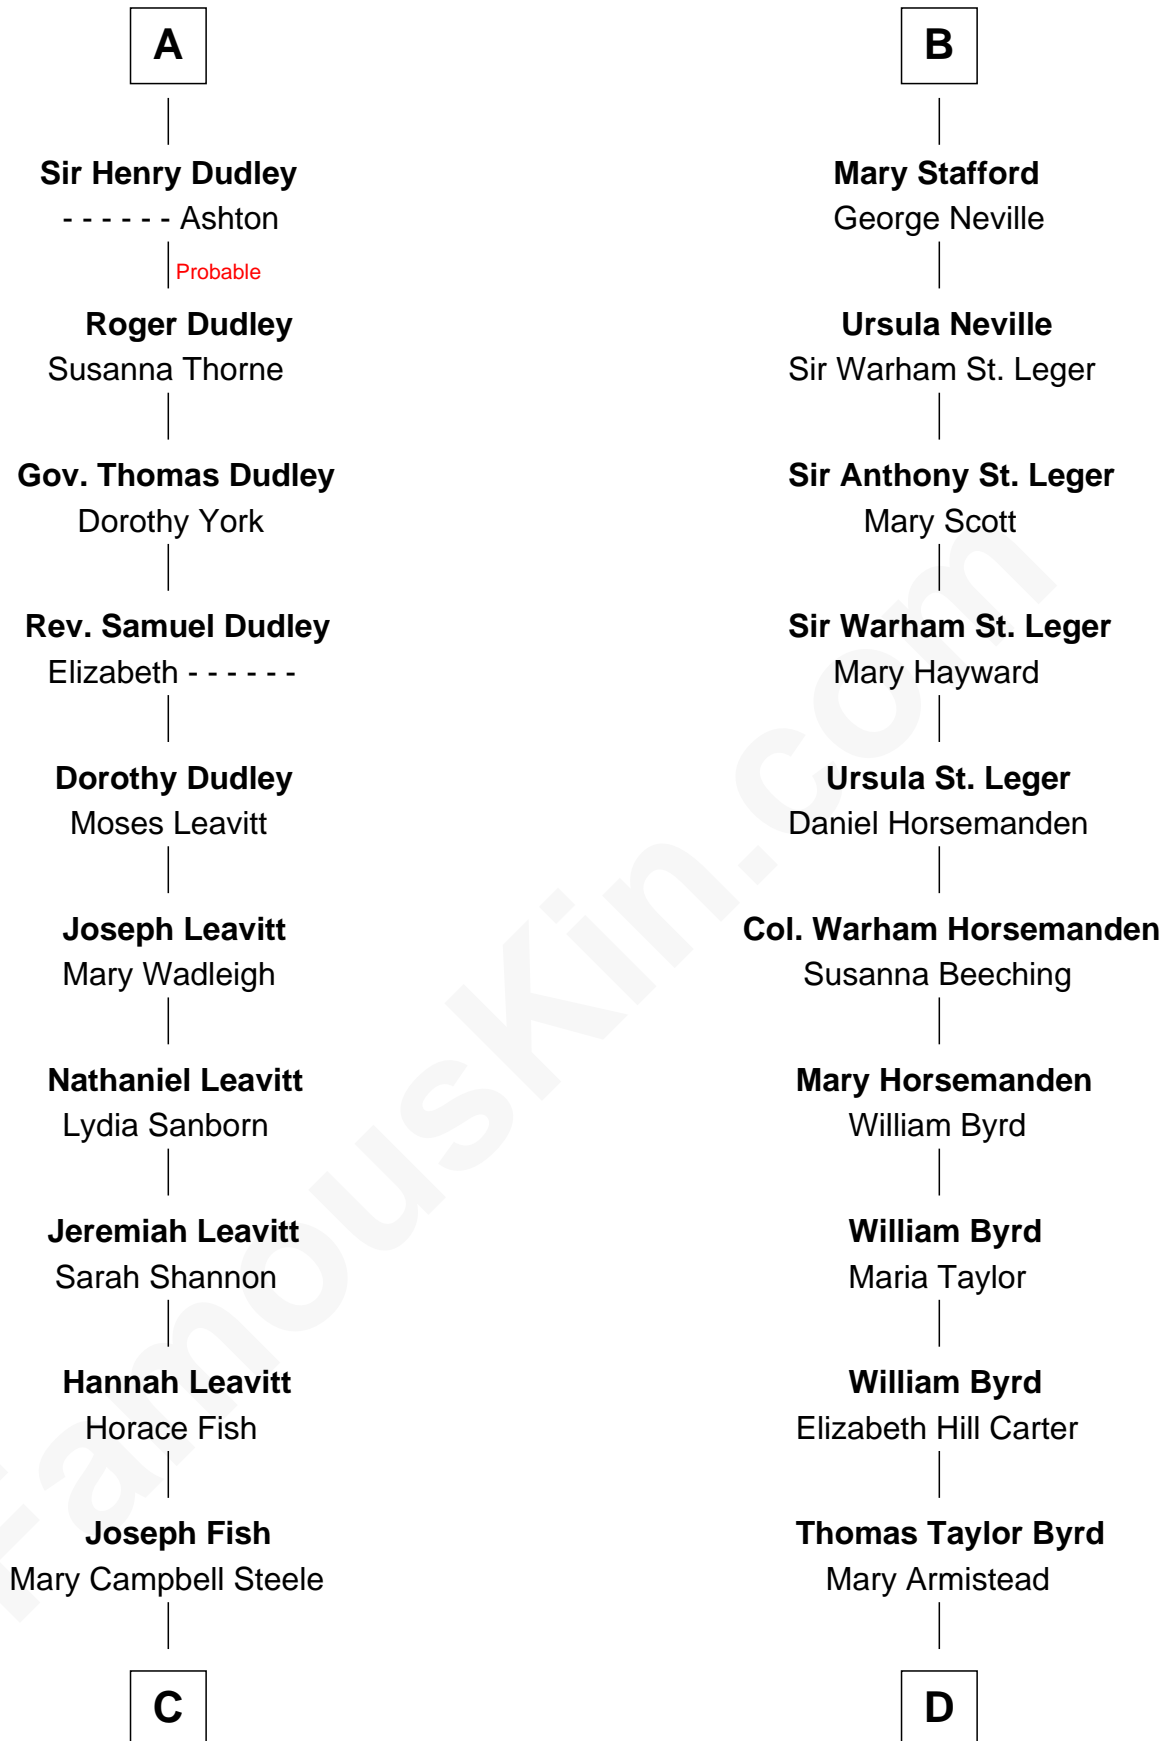 A
Sir Henry Dudley
- - - - - - Ashton
Probable
Roger Dudley
Susanna Thorne
Gov. Thomas Dudley
Dorothy York
Rev. Samuel Dudley
Elizabeth - - - - - -
Dorothy Dudley
Moses Leavitt
Joseph Leavitt
Mary Wadleigh
Nathaniel Leavitt
Lydia Sanborn
Jeremiah Leavitt
Sarah Shannon
Hannah Leavitt
Horace Fish
Joseph Fish
Mary Campbell Steele
C
B
Mary Stafford
George Neville
Ursula Neville
Sir Warham St. Leger
Sir Anthony St. Leger
Mary Scott
Sir Warham St. Leger
Mary Hayward
Ursula St. Leger
Daniel Horsemanden
Col. Warham Horsemanden
Susanna Beeching
Mary Horsemanden
William Byrd
William Byrd
Maria Taylor
William Byrd
Elizabeth Hill Carter
Thomas Taylor Byrd
Mary Armistead
D
FamousKin.com